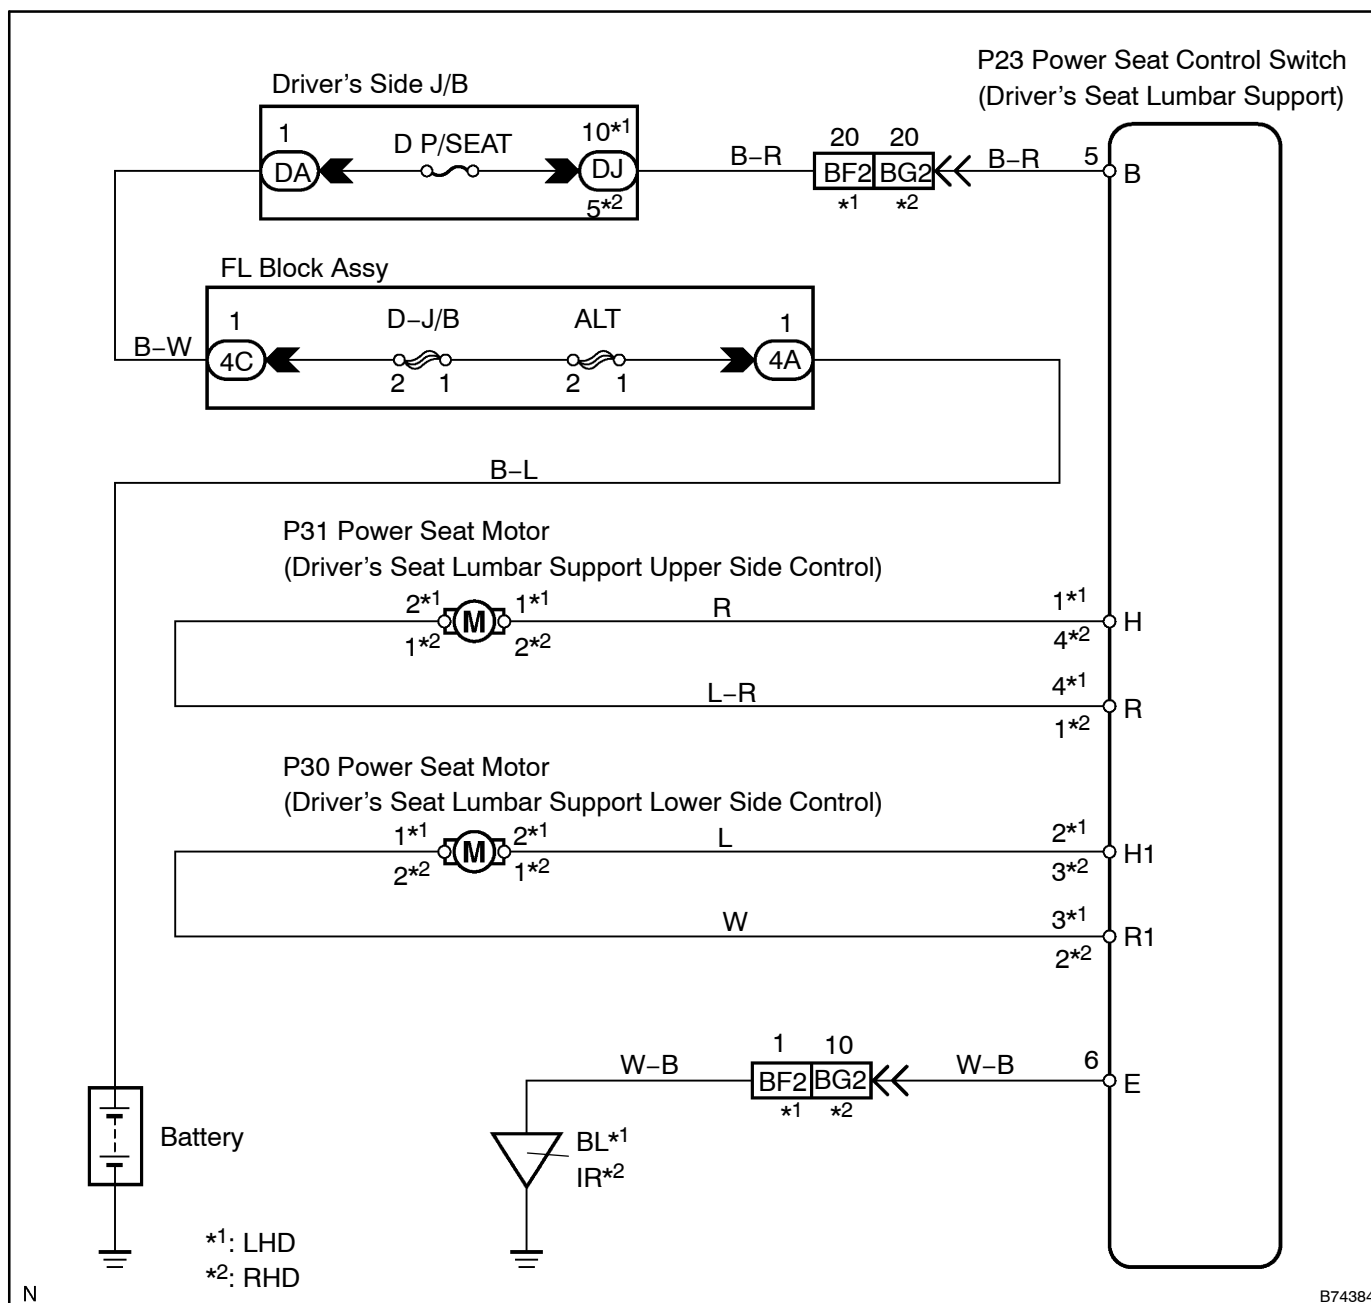 P23 Power Seat Control Switch
(Driver's Seat Lumbar Support)
Driver's Side J/B
1
D P/SEAT
10*1
DA
DJ
5*2
B–R
20 20
BF2 BG2
*1 *2
B–R
5
B
FL Block Assy
1
D–J/B
ALT
1
B–W
4C
4A
2 1
2 1
B–L
P31 Power Seat Motor
(Driver's Seat Lumbar Support Upper Side Control)
2*1
M
1*1
1*2
2*2
R
1*1
H
4*2
L–R
4*1
R
1*2
P30 Power Seat Motor
(Driver's Seat Lumbar Support Lower Side Control)
1*1
M
2*1
2*2
1*2
L
2*1
H1
3*2
W
3*1
R1
2*2
1 10
W–B
BF2 BG2
*1 *2
W–B
6
E
Battery
BL*1
IR*2
*1: LHD
*2: RHD
N
B74384